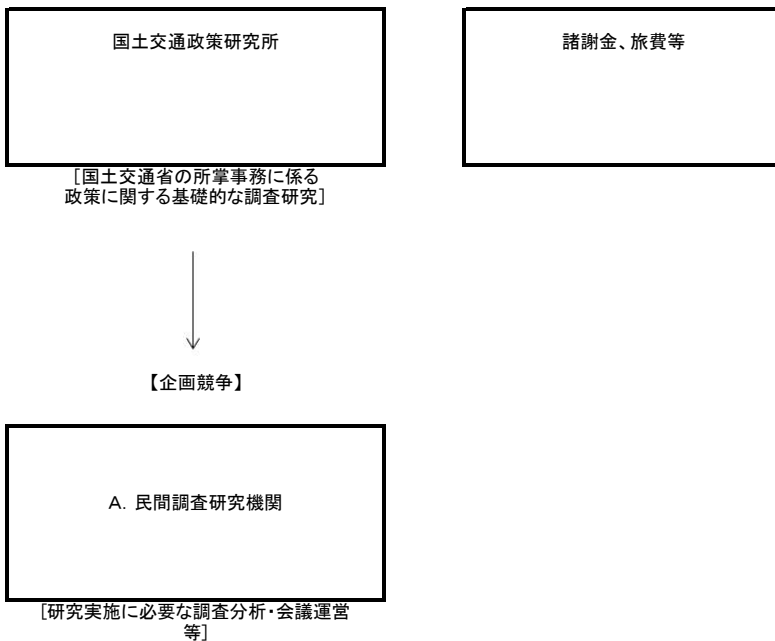 国土交通政策研究所
諸謝金、旅費等
[国土交通省の所掌事務に係る
政策に関する基礎的な調査研究]
【企画競争】
A．民間調査研究機関
[研究実施に必要な調査分析・会議運営
等]